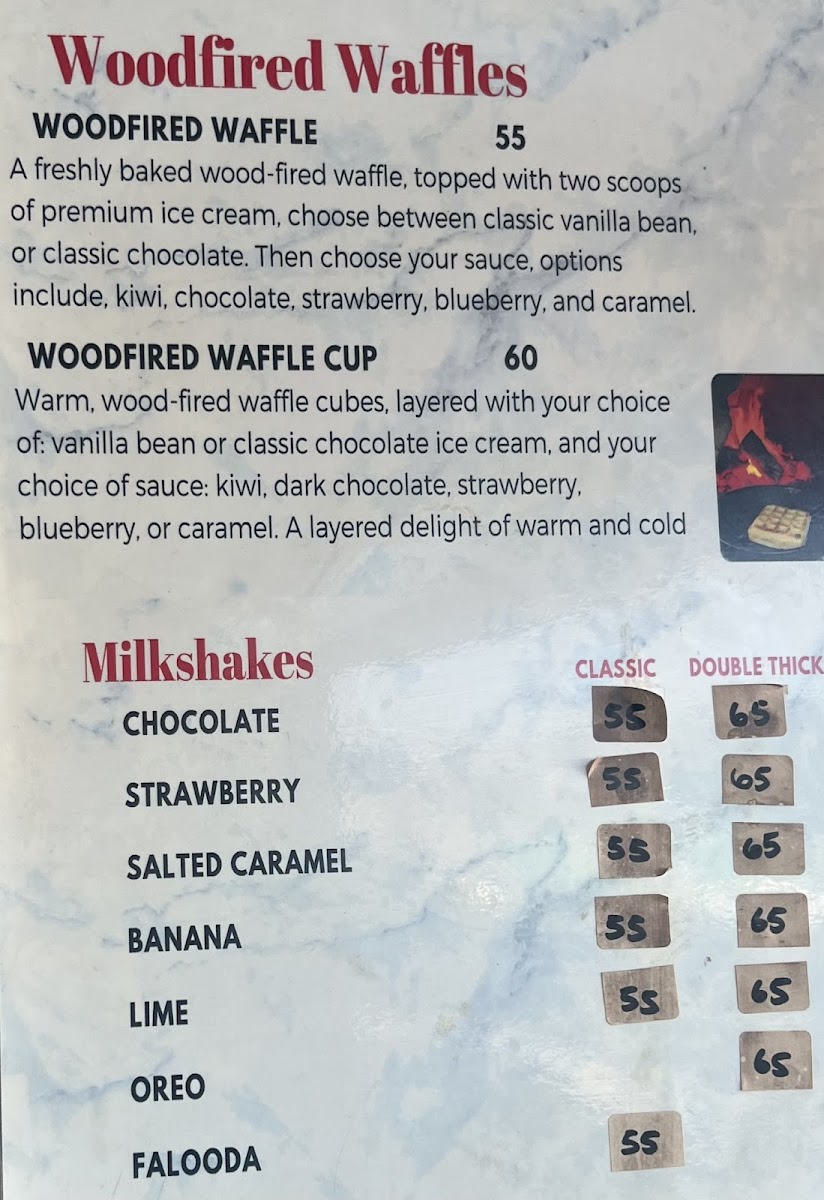 Woodfired Waffles
WOODFIRED WAFFLE 55
A freshly baked wood-fired waffle, topped with two scoops
of premium ice cream, choose between classic vanilla bean,
or classic chocolate. Then choose your sauce, options
include, kiwi, chocolate, strawberry, blueberry, and caramel.
WOODFIRED WAFFLE CUP 60
Warm, wood-fired waffle cubes, layered with your choice
of: vanilla bean or classic chocolate ice cream, and your
choice of sauce: kiwi, dark chocolate, strawberry,
blueberry, or caramel. A layered delight of warm and cold
Milkshakes CLASSIC DOUBLE THICK
CHOCOLATE 55 65
STRAWBERRY 55 65
SALTED CARAMEL 55 65
BANANA 55 65
LIME 55 65
OREO 65
FALOODA 55